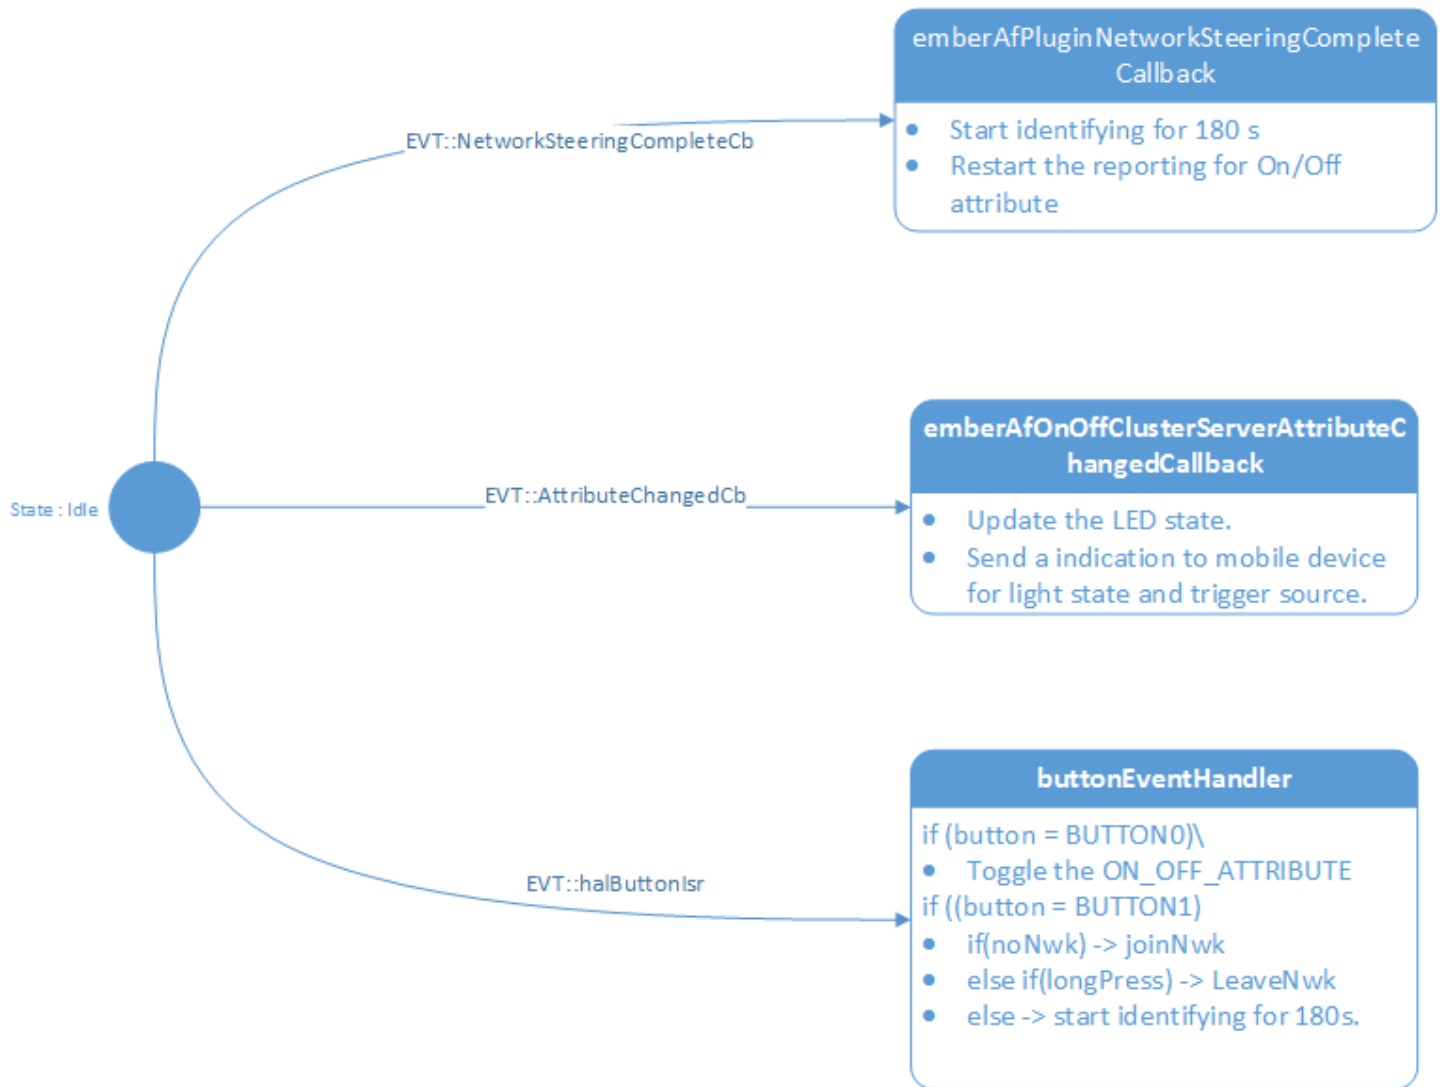 emberAfPluginNetworkSteeringComplete
Callback
EVT::NetworkSteeringCompleteCb
• Start identifying for 180 s
• Restart the reporting for On/Off
attribute
emberAfOnOffClusterServerAttributeC
hangedCallback
State : Idle
EVT::AttributeChangedCb
• Update the LED state.
• Send a indication to mobile device
for light state and trigger source.
EVT::halButtonIsr
buttonEventHandler
if (button = BUTTON0)\
• Toggle the ON_OFF_ATTRIBUTE
if ((button = BUTTON1)
• if(noNwk) -> joinNwk
• else if(longPress) -> LeaveNwk
• else -> start identifying for 180s.